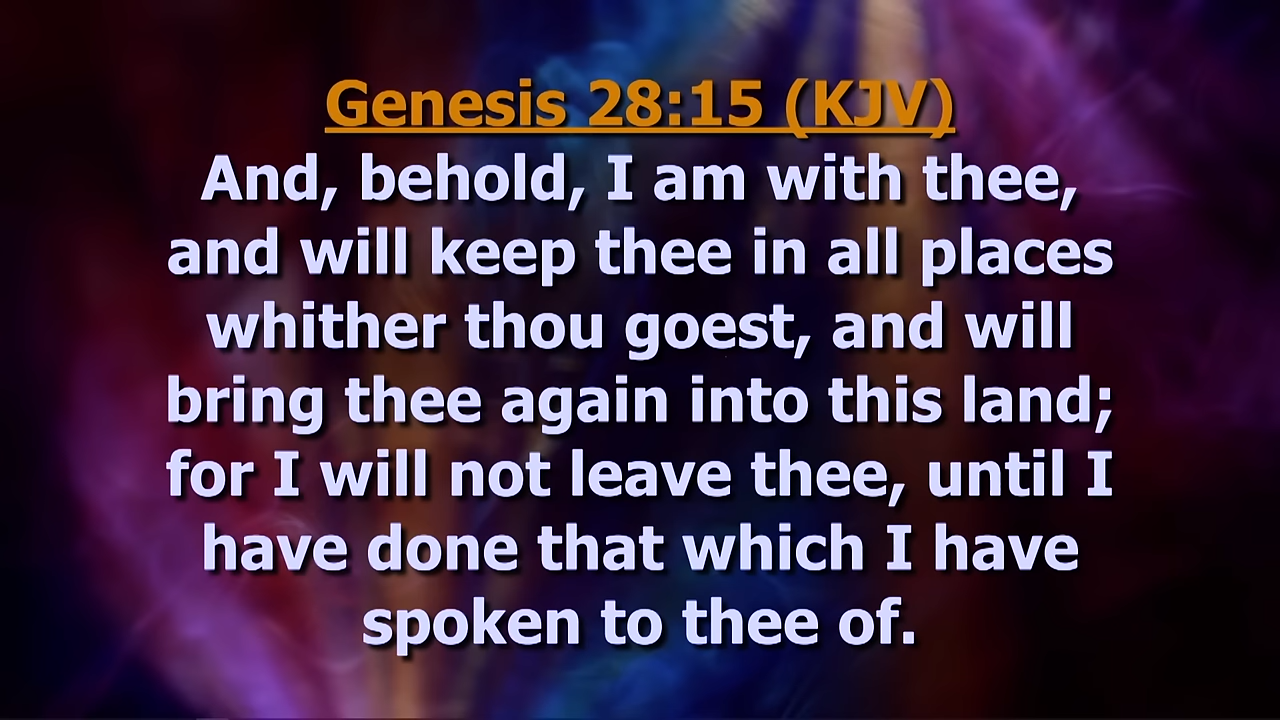 Genesis 28:15 (KJV)
And, behold, I am with thee,
and will keep thee in all places
whither thou goest, and will
bring thee again into this land;
for I will not leave thee, until I
have done that which I have
spoken to thee of.